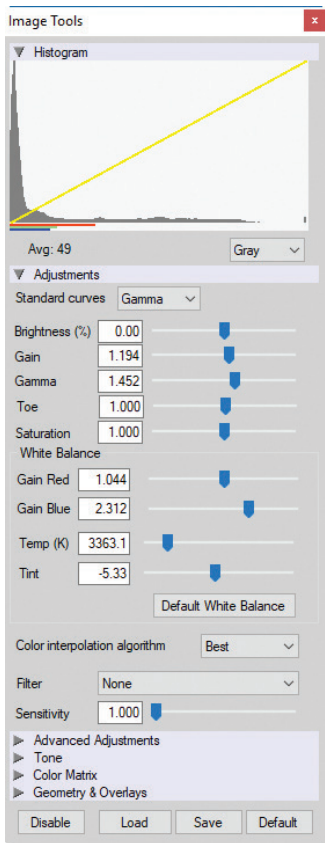 Image Tools x
Histogram
Avg: 49 Gray
Adjustments
Standard curves Gamma
Brightness (%) 0.00
Gain 1.194
Gamma 1.452
Toe 1.000
Saturation 1.000
White Balance
Gain Red 1.044
Gain Blue 2.312
Temp (K) 3363.1
Tint -5.33
Default White Balance
Color interpolation algorithm Best
Filter None
Sensitivity 1.000
Advanced Adjustments
Tone
Color Matrix
Geometry & Overlays
Disable Load Save Default